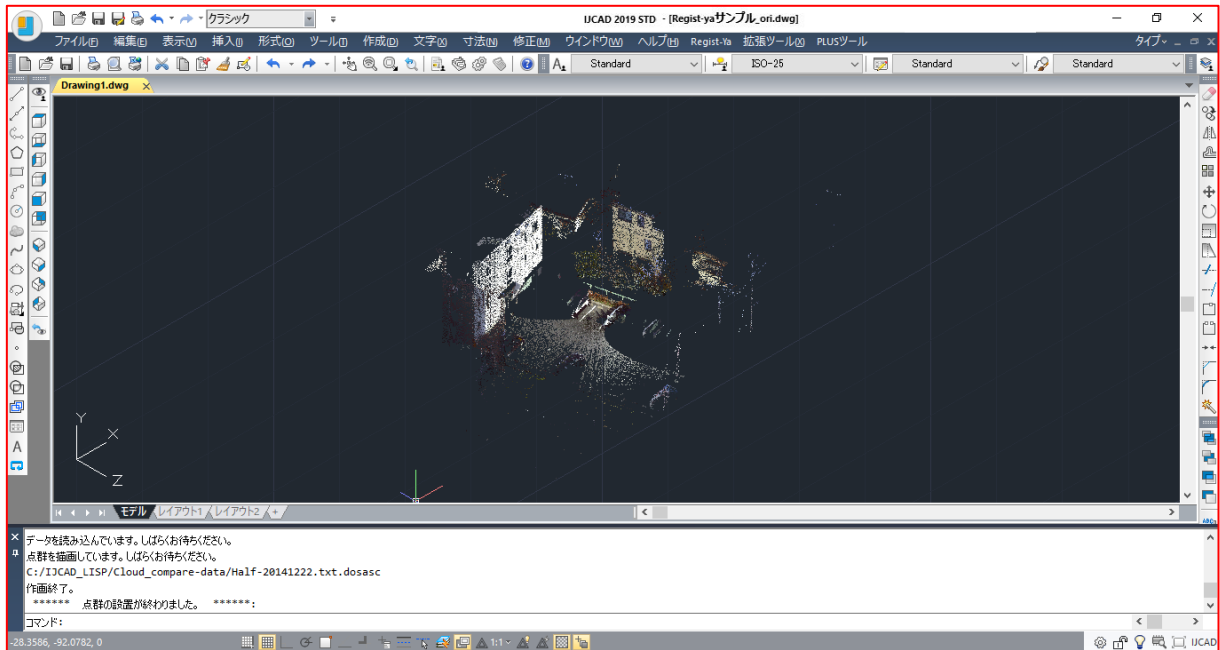 クラシック
IJCAD 2019 STD - [Regist-yaサンプル_ori.dwg]
ファイル(F) 編集(E) 表示(V) 挿入(I) 形式(O) ツール(T) 作成(D) 文字(X) 寸法(N) 修正(M) ウインドウ(W) ヘルプ(H) Regist-Ya 拡張ツール(X) PLUSツール タイプ
A Standard ISO-25 Standard Standard
Drawing1.dwg
Y
X
Z
A
モデル レイアウト1 レイアウト2 +
データを読み込んでいます。しばらくお待ちください。
点群を描画しています。しばらくお待ちください。
C:/IJCAD_LISP/Cloud_compare-data/Half-20141222.txt.dosasc
作画終了。
****** 点群の設置が終わりました。 ******:
コマンド:
-28.3586, -92.0782, 0 1:1 IJCAD